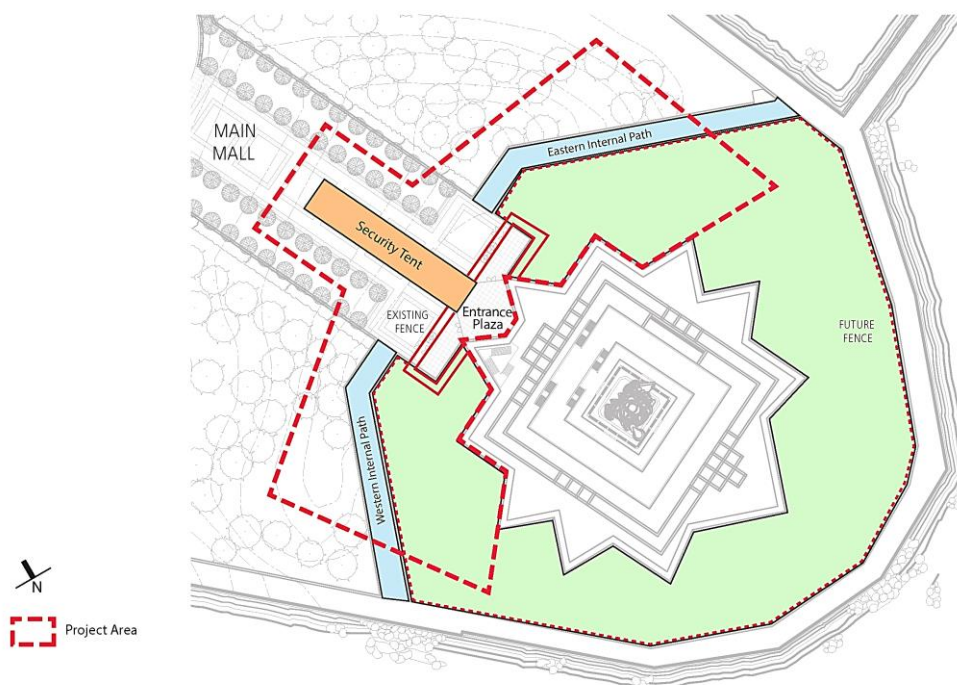 MAIN
MALL
Eastern Internal Path
Security Tent
Entrance
Plaza
EXISTING
FENCE
FUTURE
FENCE
Western Internal Path
N
Project Area